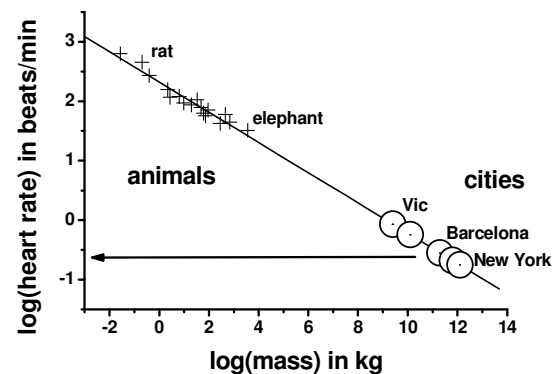 log(heart rate) in beats/min
3
2
1
0
-1
rat
elephant
animals
cities
Vic
Barcelona
New York
-2 0 2 4 6 8 10 12 14
log(mass) in kg